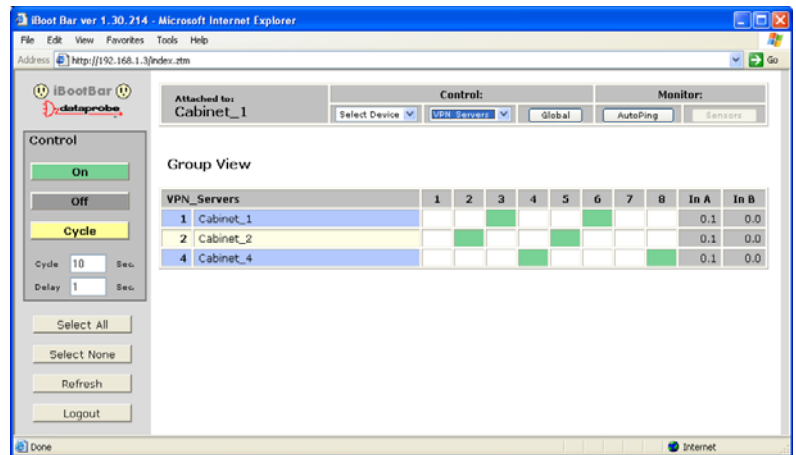 iBoot Bar ver 1.30.214 - Microsoft Internet Explorer
File Edit View Favorites Tools Help
Address http://192.168.1.3/index.ztm Go
iBootBar
dataprobe
Attached to:
Cabinet_1
Control:
Select Device VPN Servers Global
Monitor:
AutoPing Sensors
Control
On
Off
Cycle
Cycle 10 Sec.
Delay 1 Sec.
Select All
Select None
Refresh
Logout
Group View
VPN_Servers 1 2 3 4 5 6 7 8 In A In B
1 Cabinet_1 0.1 0.0
2 Cabinet_2 0.1 0.0
4 Cabinet_4 0.1 0.0
Done Internet